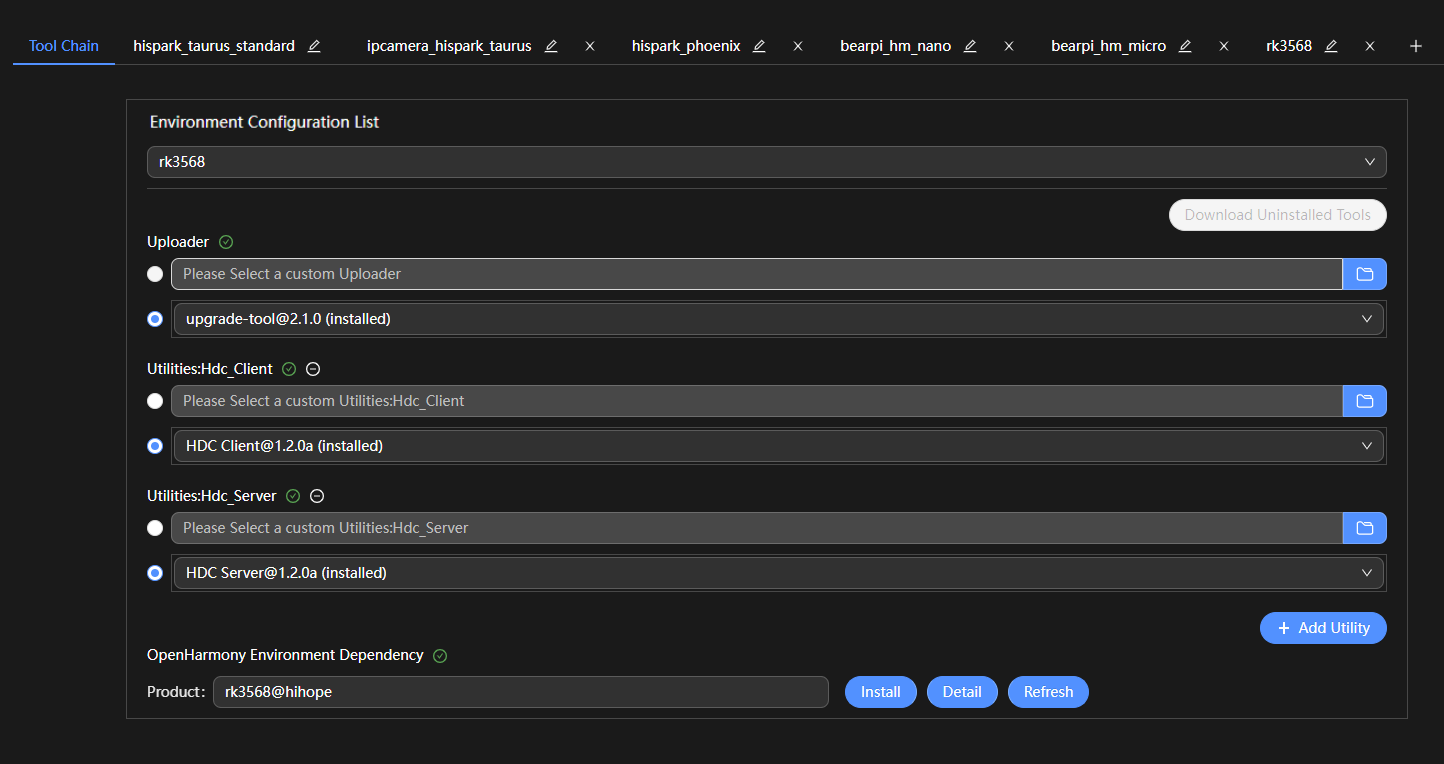 Tool Chain hispark_taurus_standard ipcamera_hispark_taurus hispark_phoenix bearpi_hm_nano bearpi_hm_micro rk3568
Environment Configuration List
rk3568
Download Uninstalled Tools
Uploader
Please Select a custom Uploader
upgrade-tool@2.1.0 (installed)
Utilities:Hdc_Client
Please Select a custom Utilities:Hdc_Client
HDC Client@1.2.0a (installed)
Utilities:Hdc_Server
Please Select a custom Utilities:Hdc_Server
HDC Server@1.2.0a (installed)
+ Add Utility
OpenHarmony Environment Dependency
Product: rk3568@hihope Install Detail Refresh